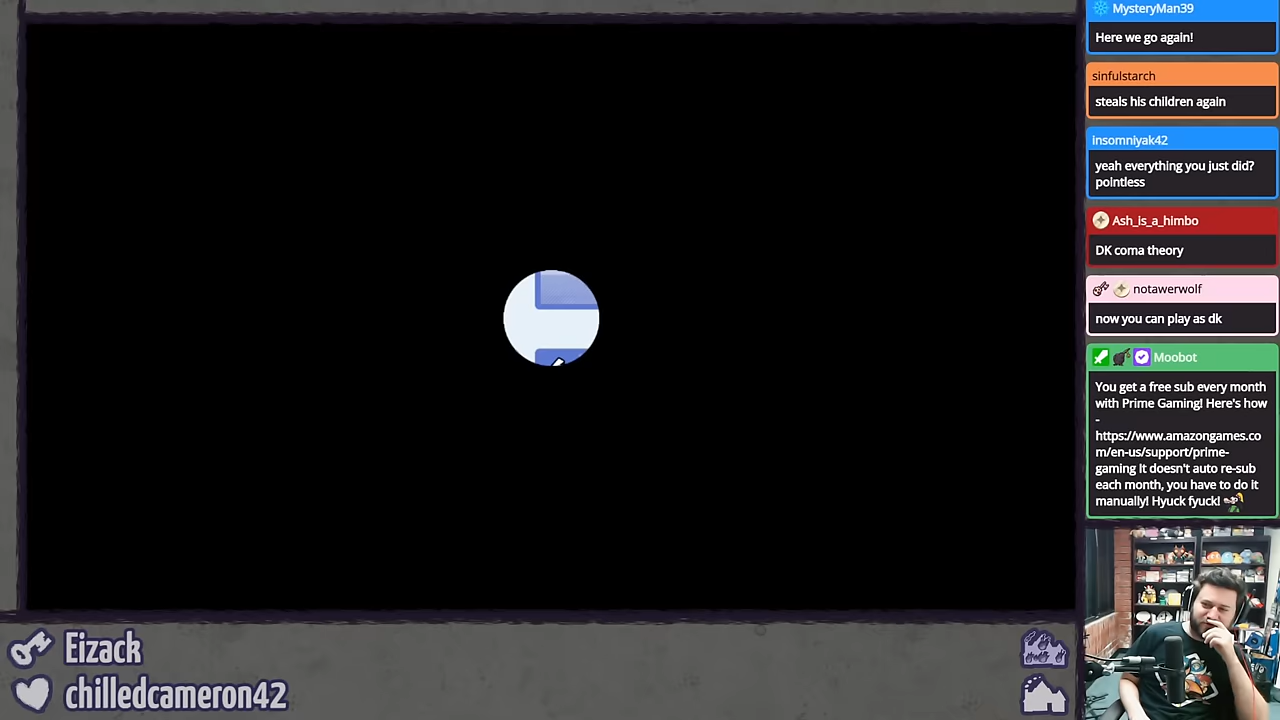 MysteryMan39
Here we go again!
sinfulstarch
steals his children again
insomniyak42
yeah everything you just did?
pointless
Ash_is_a_himbo
DK coma theory
notawerwolf
now you can play as dk
Moobot
You get a free sub every month
with Prime Gaming! Here's how
-
https://www.amazongames.co
m/en-us/support/prime-
gaming it doesn't auto re-sub
each month, you have to do it
manually! Hyuck fyuck!
Eizack
chilledcameron42